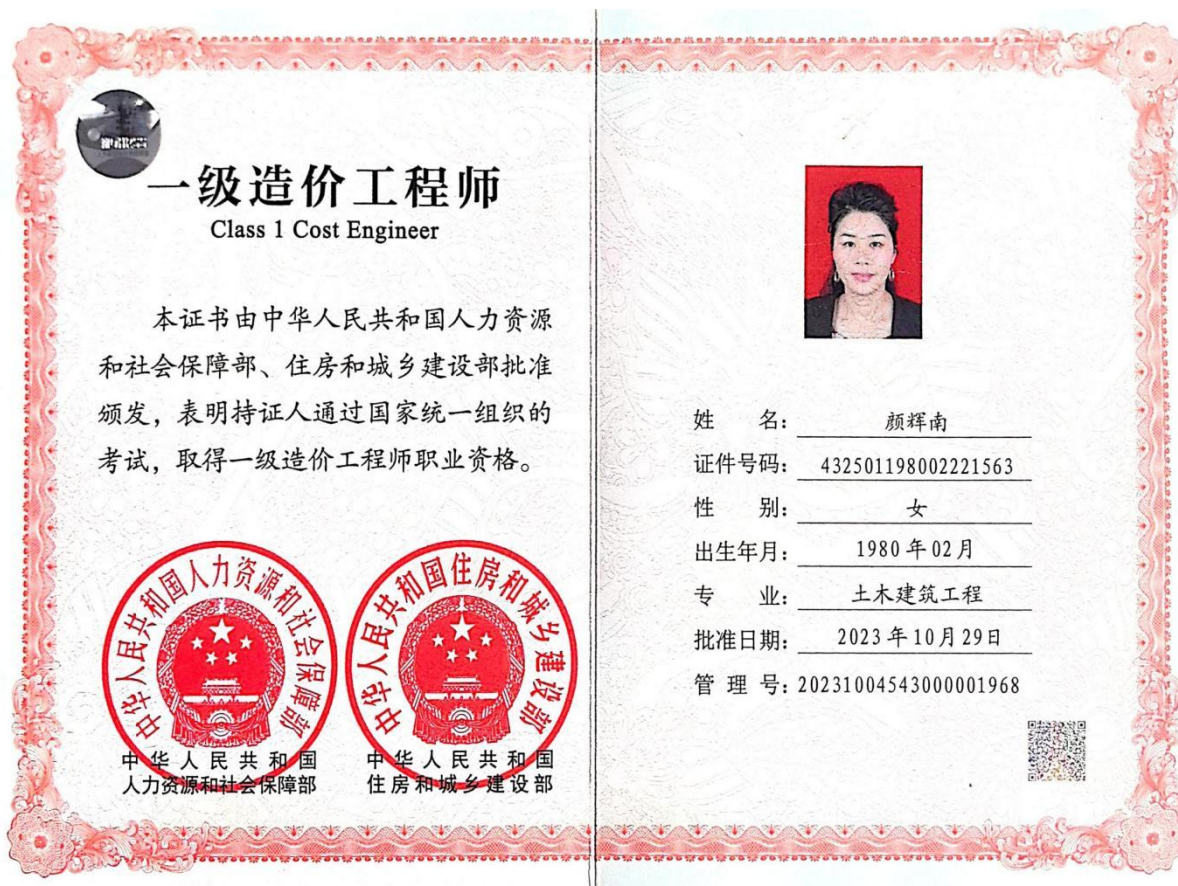 一级造价工程师
Class 1 Cost Engineer
本证书由中华人民共和国人力资源
和社会保障部、住房和城乡建设部批准
颁发，表明持证人通过国家统一组织的
考试，取得一级造价工程师职业资格。
中华人民共和国人力资源和社会保障部
中华人民共和国住房和城乡建设部
中华人民共和国
人力资源和社会保障部
中华人民共和国
住房和城乡建设部
姓 名：颜辉南
证件号码：432501198002221563
性 别：女
出生年月：1980年02月
专 业：土木建筑工程
批准日期：2023年10月29日
管 理 号：20231004543000001968